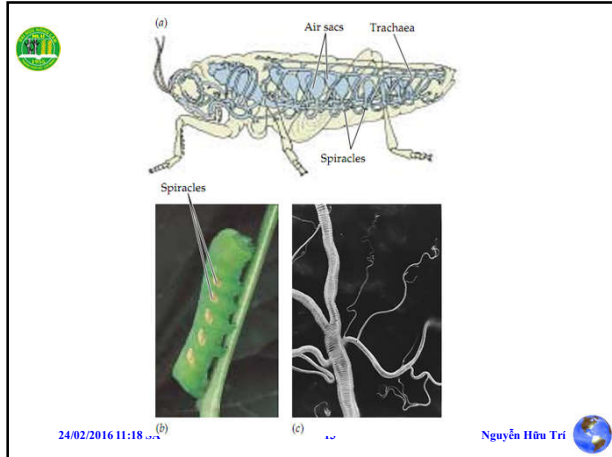 (a)
Air sacs
Trachaea
Spiracles
Spiracles
(b)
(c)
24/02/2016 11:18
Nguyễn Hữu Trí